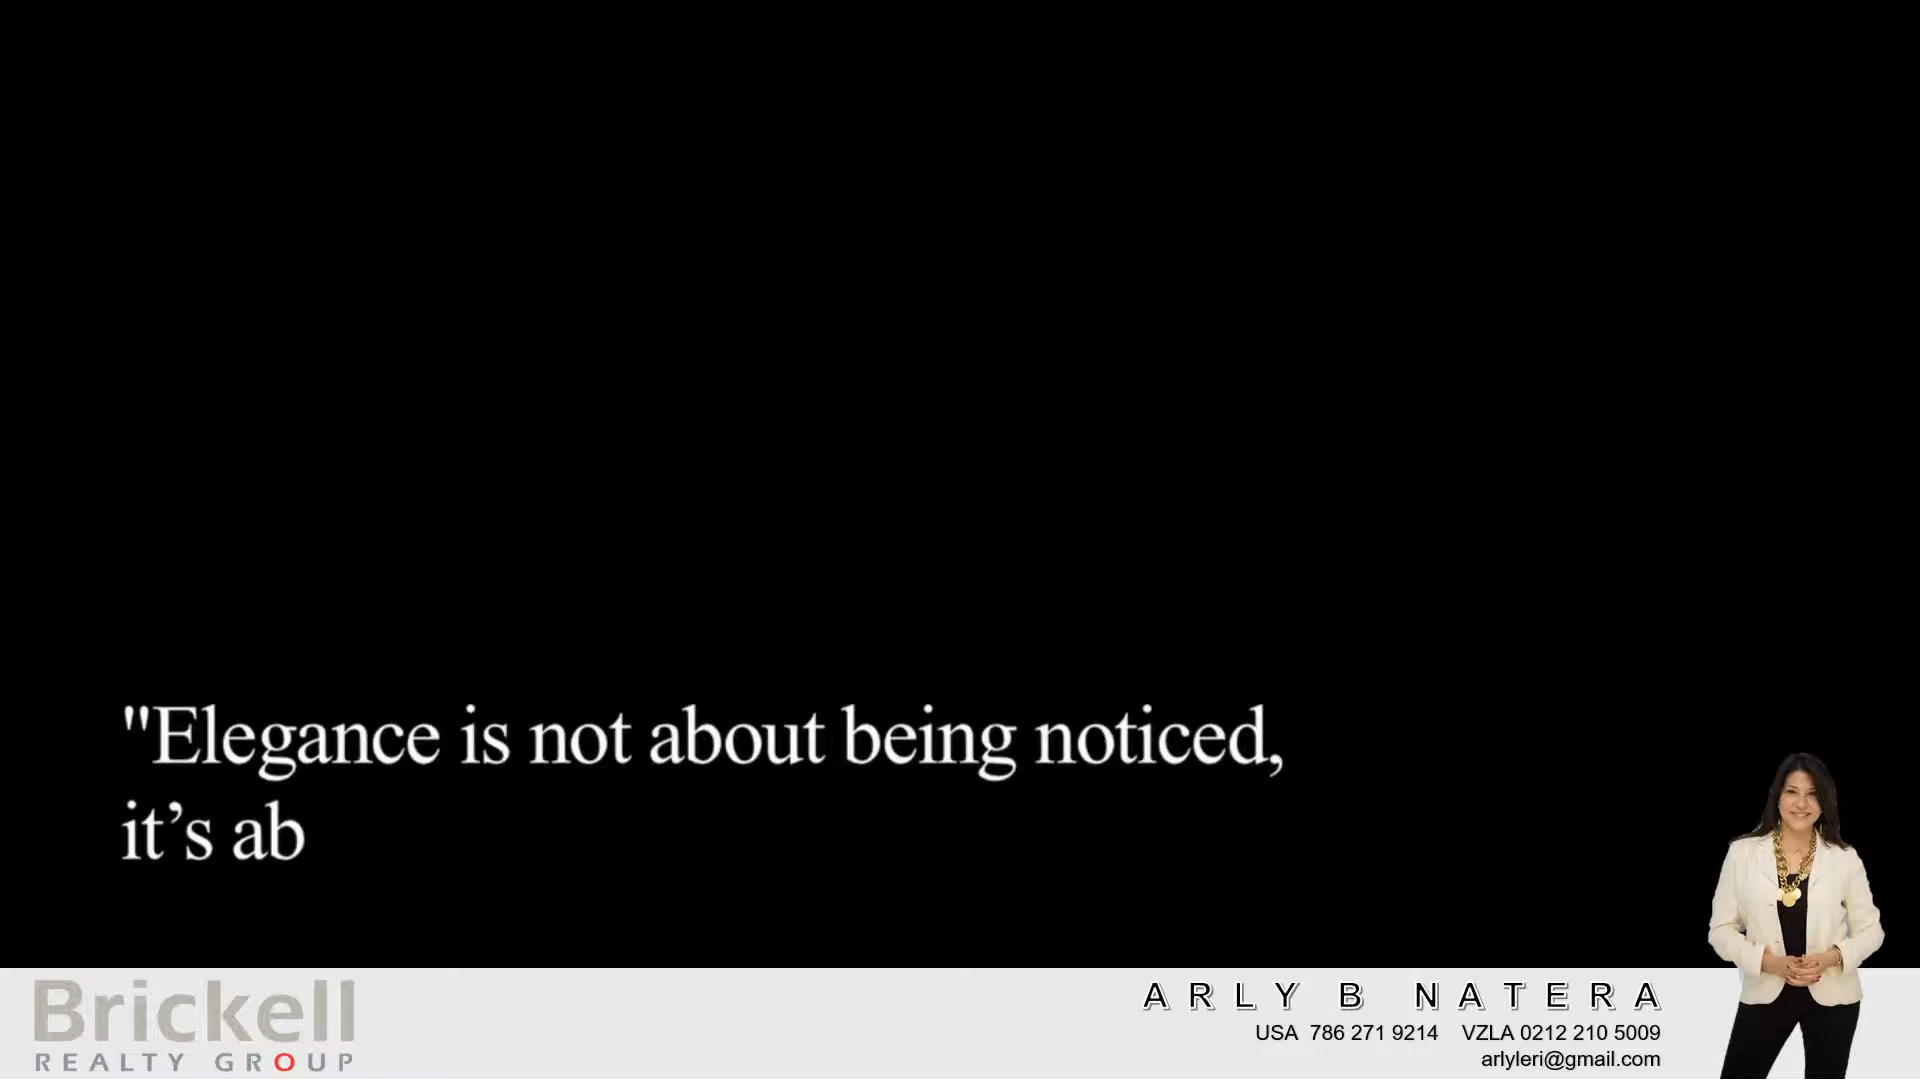 "Elegance is not about being noticed,
it’s ab
Brickell
REALTY GROUP
ARLY B NATERA
USA 786 271 9214 VZLA 0212 210 5009
arlyleri@gmail.com